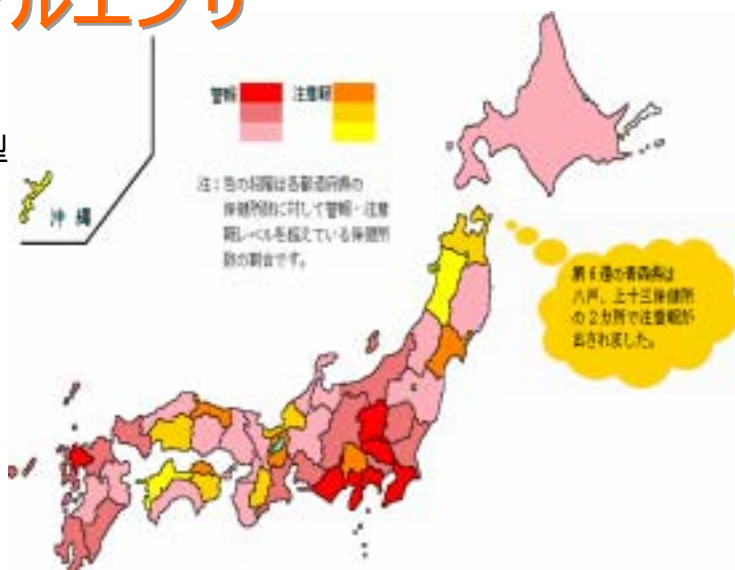 ルエンザ
型
警報 注意報
沖縄
注:色の段階は各都道府県の
保健所数に対して警報・注意
報レベルを超えている保健所
数の割合です。
第6週の青森県は
八戸、上十三保健所
の2カ所で注意報が
出されました。